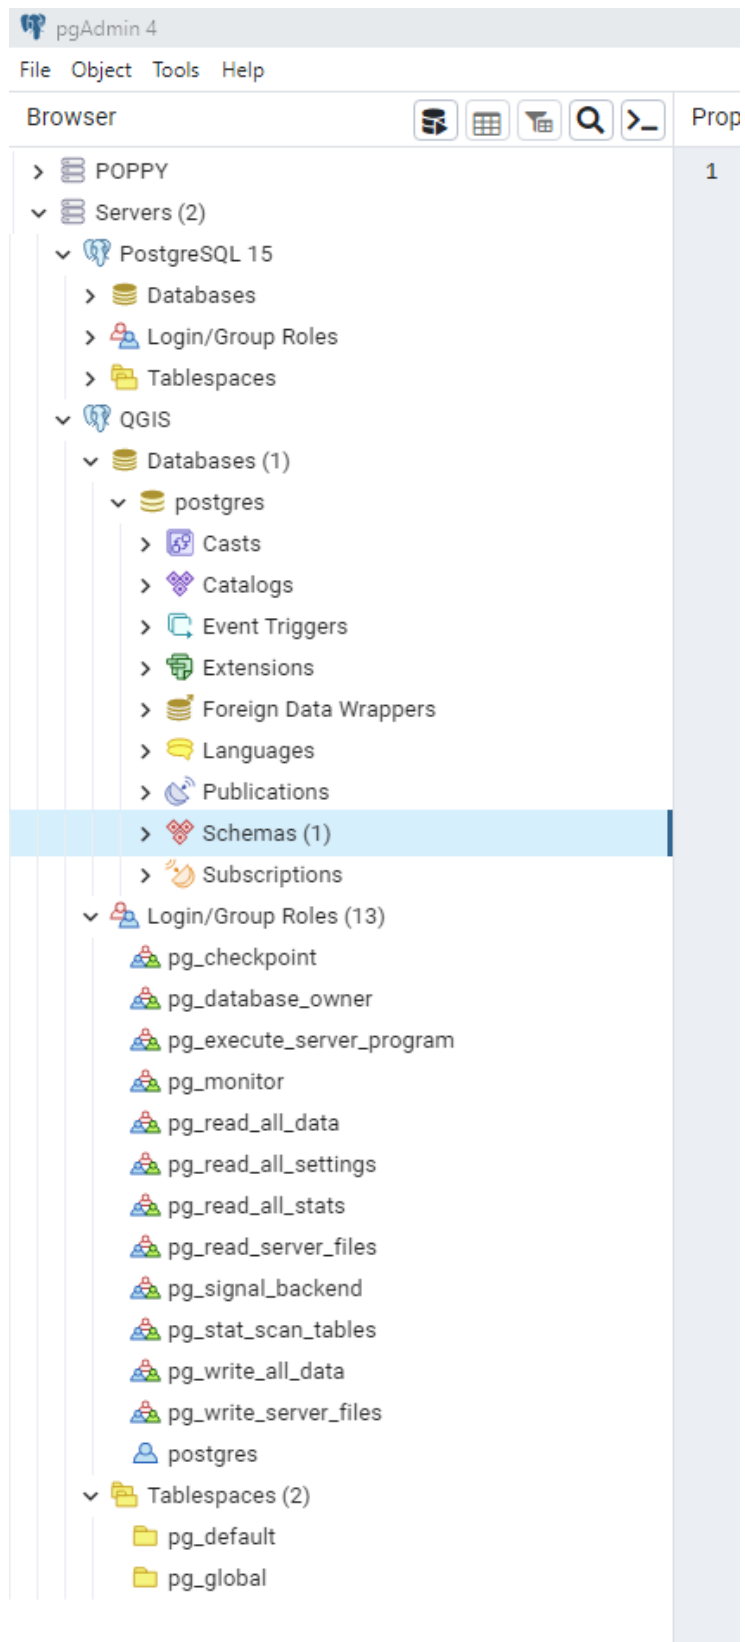 pgAdmin 4
File Object Tools Help
Browser
Prop
POPPY
1
Servers (2)
PostgreSQL 15
Databases
Login/Group Roles
Tablespaces
QGIS
Databases (1)
postgres
Casts
Catalogs
Event Triggers
Extensions
Foreign Data Wrappers
Languages
Publications
Schemas (1)
Subscriptions
Login/Group Roles (13)
pg_checkpoint
pg_database_owner
pg_execute_server_program
pg_monitor
pg_read_all_data
pg_read_all_settings
pg_read_all_stats
pg_read_server_files
pg_signal_backend
pg_stat_scan_tables
pg_write_all_data
pg_write_server_files
postgres
Tablespaces (2)
pg_default
pg_global